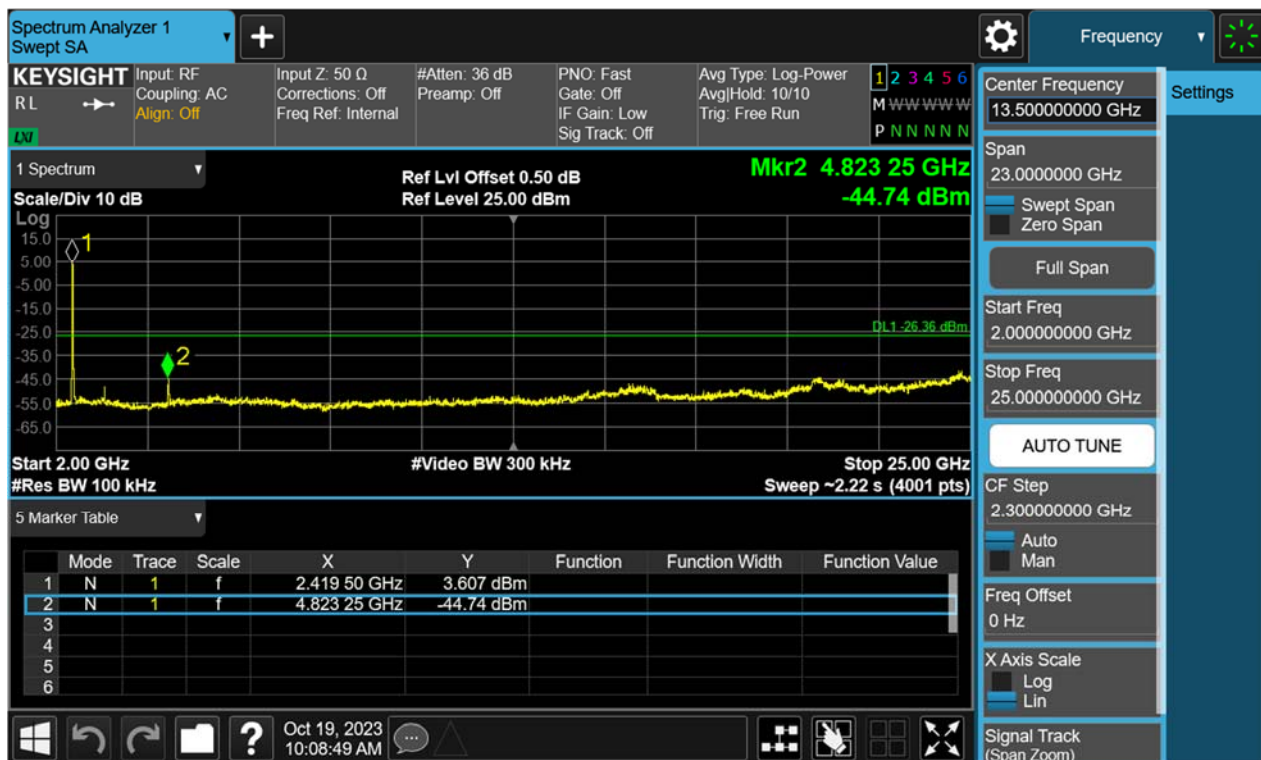 Spectrum Analyzer 1
Swept SA
Frequency
KEYSIGHT
R L
LXI
Input: RF
Coupling: AC
Align: Off
Input Z: 50 Ω
Corrections: Off
Freq Ref: Internal
#Atten: 36 dB
Preamp: Off
PNO: Fast
Gate: Off
IF Gain: Low
Sig Track: Off
Avg Type: Log-Power
Avg|Hold: 10/10
Trig: Free Run
1 2 3 4 5 6
M W W W W W
P N N N N N
1 Spectrum
Scale/Div 10 dB
Ref Lvl Offset 0.50 dB
Ref Level 25.00 dBm
Mkr2 4.823 25 GHz
-44.74 dBm
Log
15.0
5.00
-5.00
-15.0
-25.0
-35.0
-45.0
-55.0
-65.0
1
2
DL1 -26.36 dBm
Start 2.00 GHz
#Res BW 100 kHz
#Video BW 300 kHz
Stop 25.00 GHz
Sweep ~2.22 s (4001 pts)
5 Marker Table
Mode Trace Scale X Y Function Function Width Function Value
1 N 1 f 2.419 50 GHz 3.607 dBm
2 N 1 f 4.823 25 GHz -44.74 dBm
3
4
5
6
?
Oct 19, 2023
10:08:49 AM
Center Frequency
13.500000000 GHz
Settings
Span
23.0000000 GHz
Swept Span
Zero Span
Full Span
Start Freq
2.000000000 GHz
Stop Freq
25.000000000 GHz
AUTO TUNE
CF Step
2.300000000 GHz
Auto
Man
Freq Offset
0 Hz
X Axis Scale
Log
Lin
Signal Track
(Span Zoom)